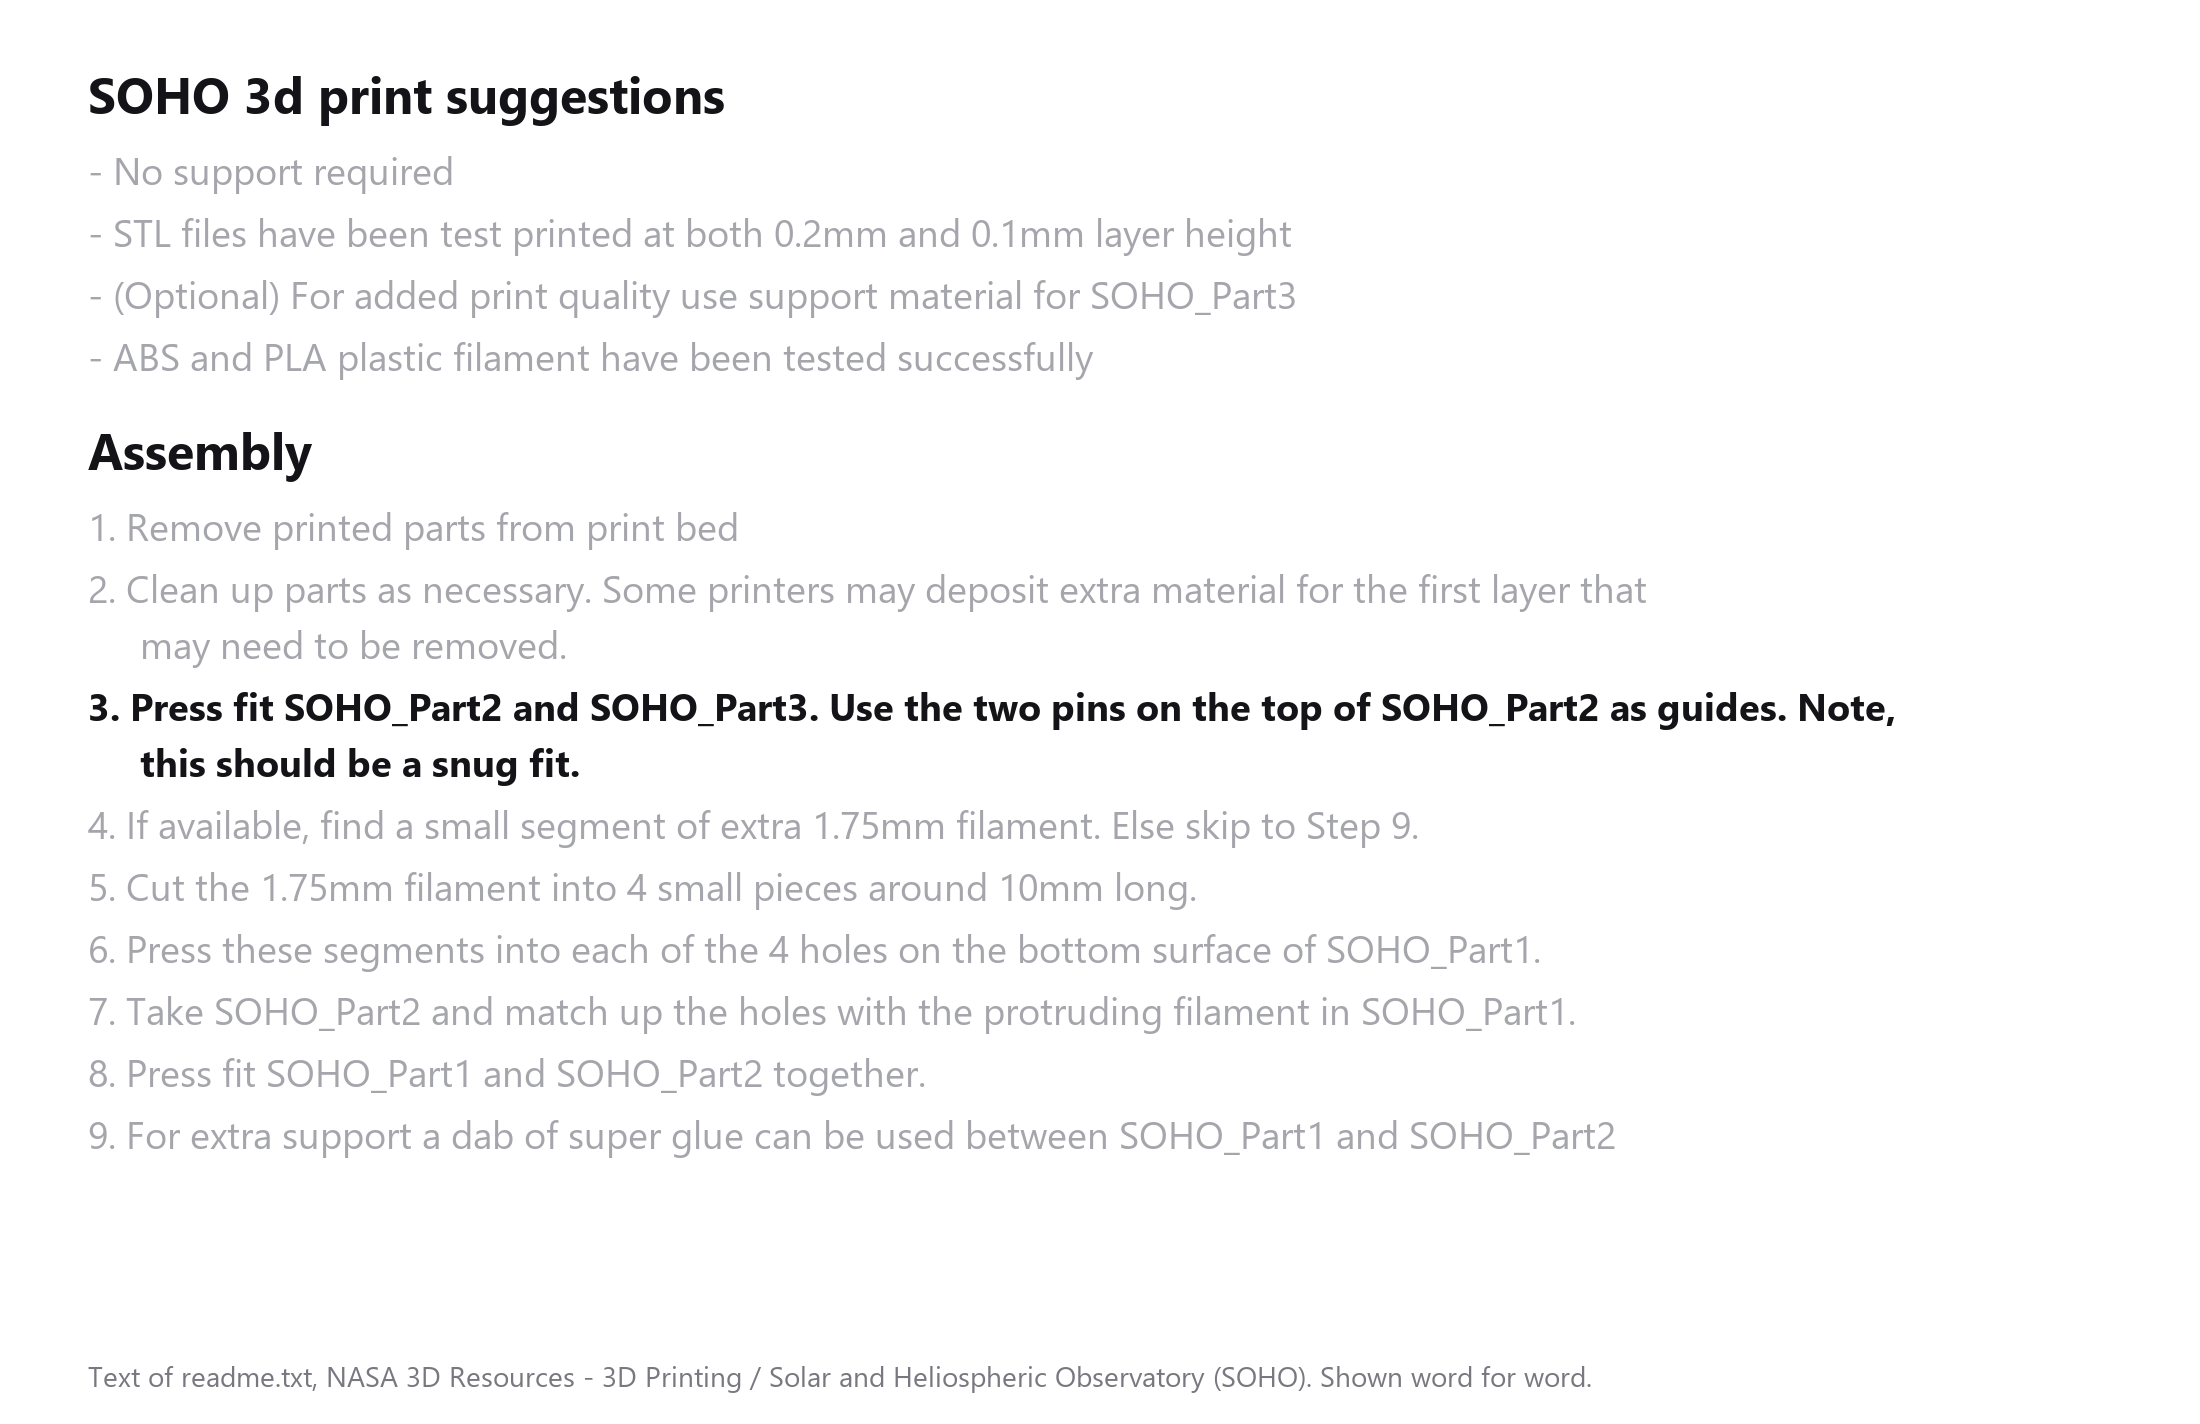 SOHO 3d print suggestions
- No support required
- STL files have been test printed at both 0.2mm and 0.1mm layer height
- (Optional) For added print quality use support material for SOHO_Part3
- ABS and PLA plastic filament have been tested successfully
Assembly
1. Remove printed parts from print bed
2. Clean up parts as necessary. Some printers may deposit extra material for the first layer that
may need to be removed.
3. Press fit SOHO_Part2 and SOHO_Part3. Use the two pins on the top of SOHO_Part2 as guides. Note,
this should be a snug fit.
4. If available, find a small segment of extra 1.75mm filament. Else skip to Step 9.
5. Cut the 1.75mm filament into 4 small pieces around 10mm long.
6. Press these segments into each of the 4 holes on the bottom surface of SOHO_Part1.
7. Take SOHO_Part2 and match up the holes with the protruding filament in SOHO_Part1.
8. Press fit SOHO_Part1 and SOHO_Part2 together.
9. For extra support a dab of super glue can be used between SOHO_Part1 and SOHO_Part2
Text of readme.txt, NASA 3D Resources - 3D Printing / Solar and Heliospheric Observatory (SOHO). Shown word for word.